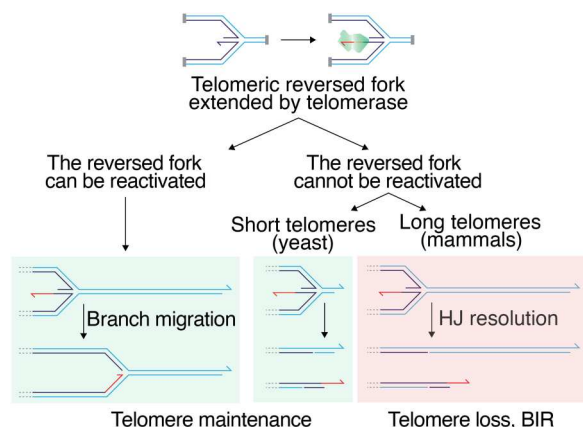 Telomeric reversed fork
extended by telomerase
The reversed fork
can be reactivated
The reversed fork
cannot be reactivated
Short telomeres
(yeast)
Long telomeres
(mammals)
Branch migration
HJ resolution
Telomere maintenance
Telomere loss, BIR